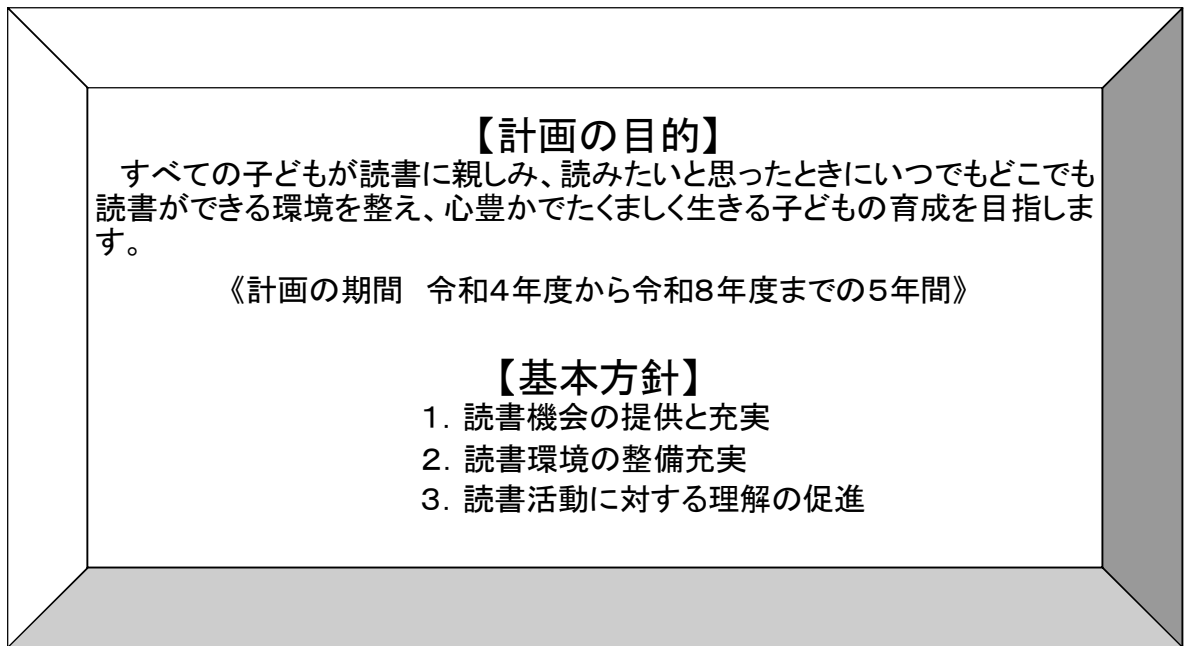 【計画の目的】
　すべての子どもが読書に親しみ、読みたいと思ったときにいつでもどこでも
読書ができる環境を整え、心豊かでたくましく生きる子どもの育成を目指しま
す。
《計画の期間　令和４年度から令和８年度までの５年間》
【基本方針】
１．読書機会の提供と充実
２．読書環境の整備充実
３．読書活動に対する理解の促進